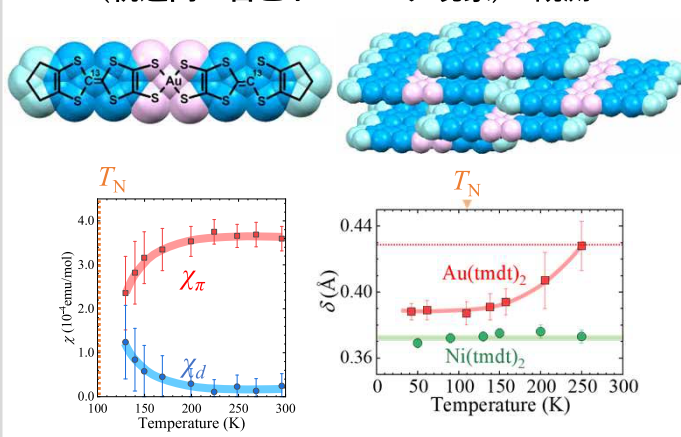 S S S S S S
C13 Au C13
S S S S S S
T_N
χ (10⁻⁴emu/mol)
4.0
3.0
2.0
1.0
0.0
χ_π
χ_d
100 150 200 250 300
Temperature (K)
T_N
δ (Å)
0.44
0.40
0.36
Au(tmdt)₂
Ni(tmdt)₂
0 50 100 150 200 250 300
Temperature (K)